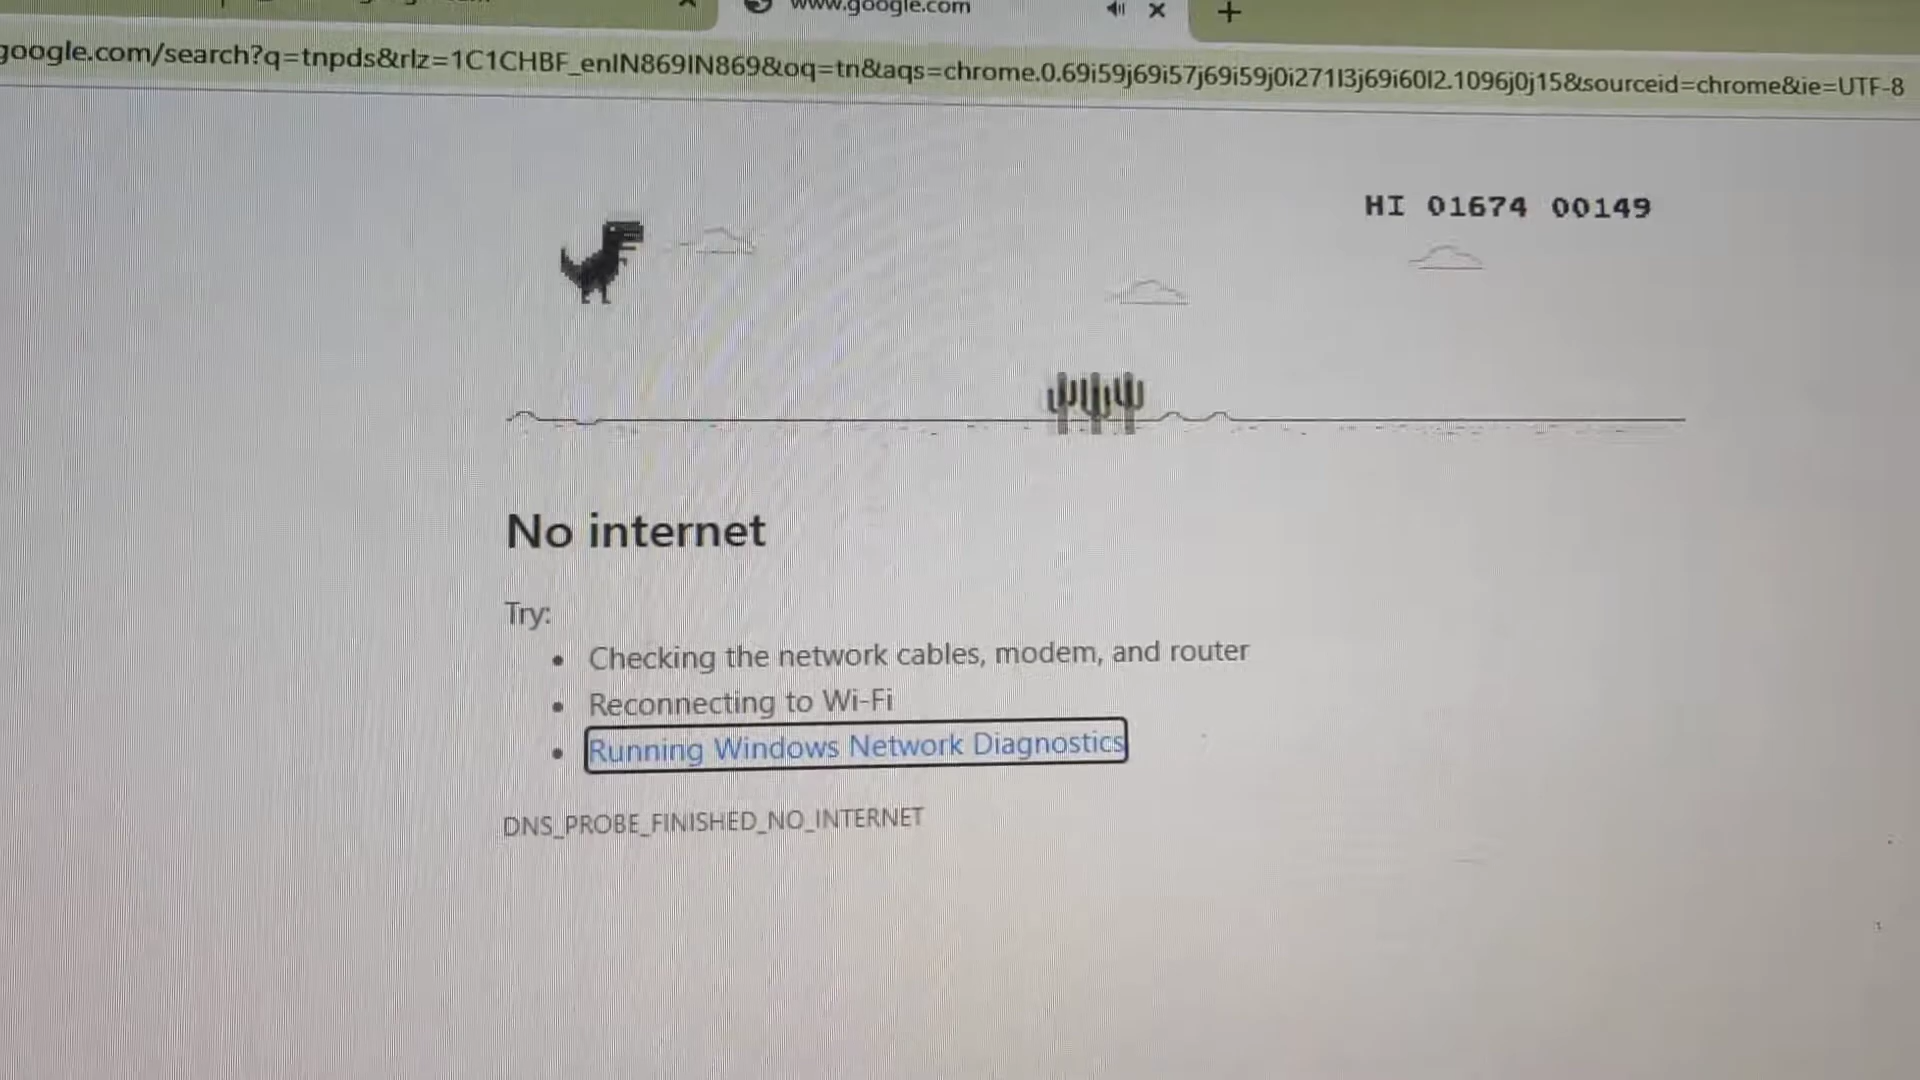 www.google.com
google.com/search?q=tnpds&rlz=1C1CHBF_enIN869IN869&oq=tn&aqs=chrome.0.69i59j69i57j69i59j0i271l3j69i60l2.1096j0j15&sourceid=chrome&ie=UTF-8
HI 01674 00149
No internet
Try:
• Checking the network cables, modem, and router
• Reconnecting to Wi-Fi
• Running Windows Network Diagnostics
DNS_PROBE_FINISHED_NO_INTERNET